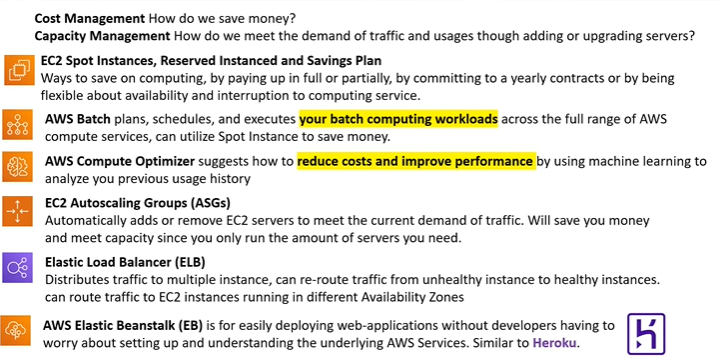 Cost Management How do we save money?
Capacity Management How do we meet the demand of traffic and usages though adding or upgrading servers?
EC2 Spot Instances, Reserved Instanced and Savings Plan
Ways to save on computing, by paying up in full or partially, by committing to a yearly contracts or by being
flexible about availability and interruption to computing service.
AWS Batch plans, schedules, and executes your batch computing workloads across the full range of AWS
compute services, can utilize Spot Instance to save money.
AWS Compute Optimizer suggests how to reduce costs and improve performance by using machine learning to
analyze you previous usage history
EC2 Autoscaling Groups (ASGs)
Automatically adds or remove EC2 servers to meet the current demand of traffic. Will save you money
and meet capacity since you only run the amount of servers you need.
Elastic Load Balancer (ELB)
Distributes traffic to multiple instance, can re-route traffic from unhealthy instance to healthy instances.
can route traffic to EC2 instances running in different Availability Zones
AWS Elastic Beanstalk (EB) is for easily deploying web-applications without developers having to
worry about setting up and understanding the underlying AWS Services. Similar to Heroku.